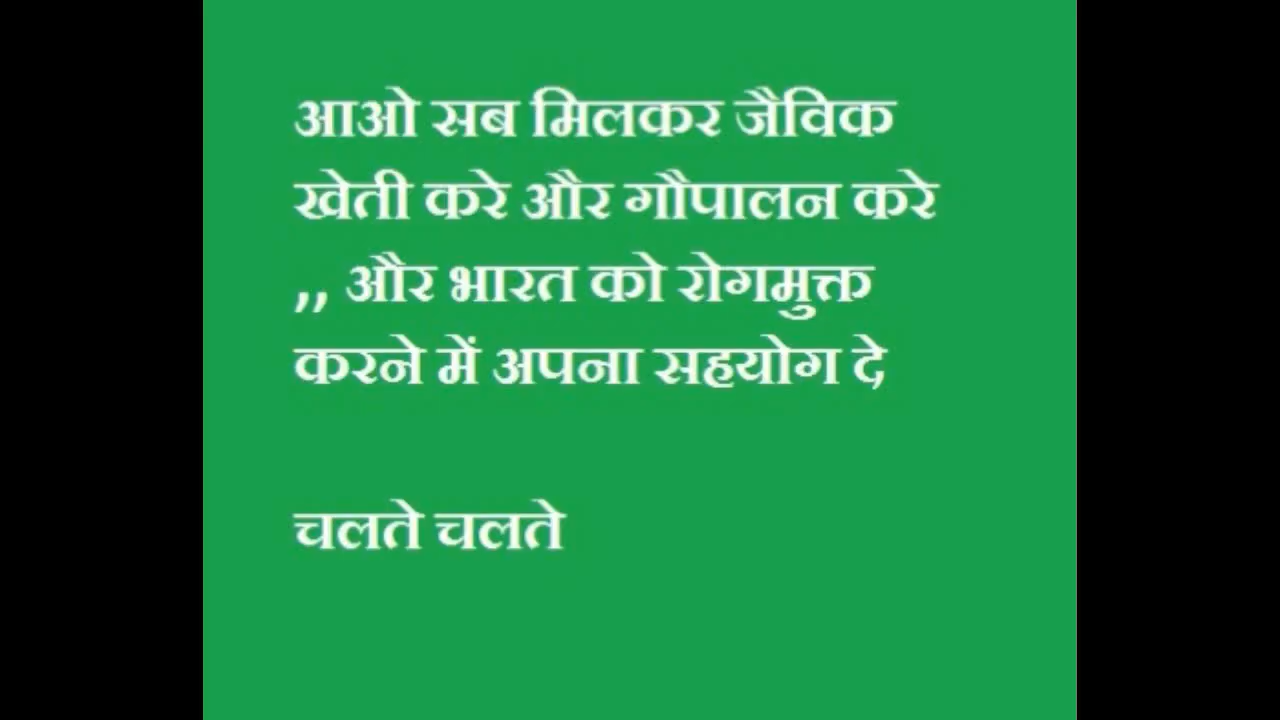 आओ सब मिलकर जैविक
खेती करे और गौपालन करे
,, और भारत को रोगमुक्त
करने में अपना सहयोग दे
चलते चलते